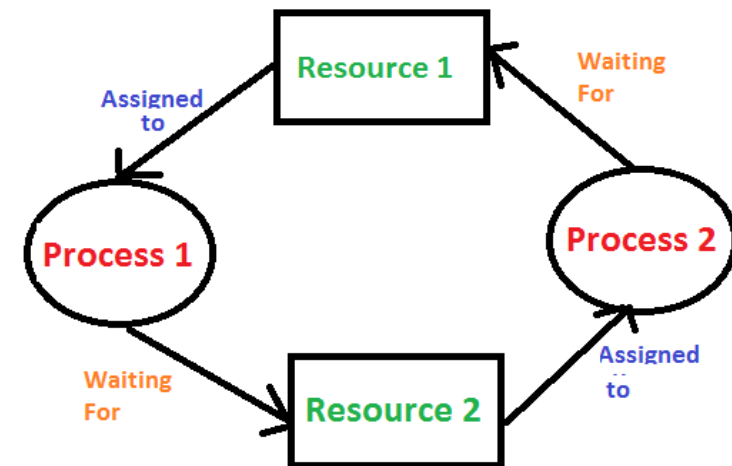 Resource 1
Waiting
For
Assigned
to
Process 1
Process 2
Waiting
For
Resource 2
Assigned
to